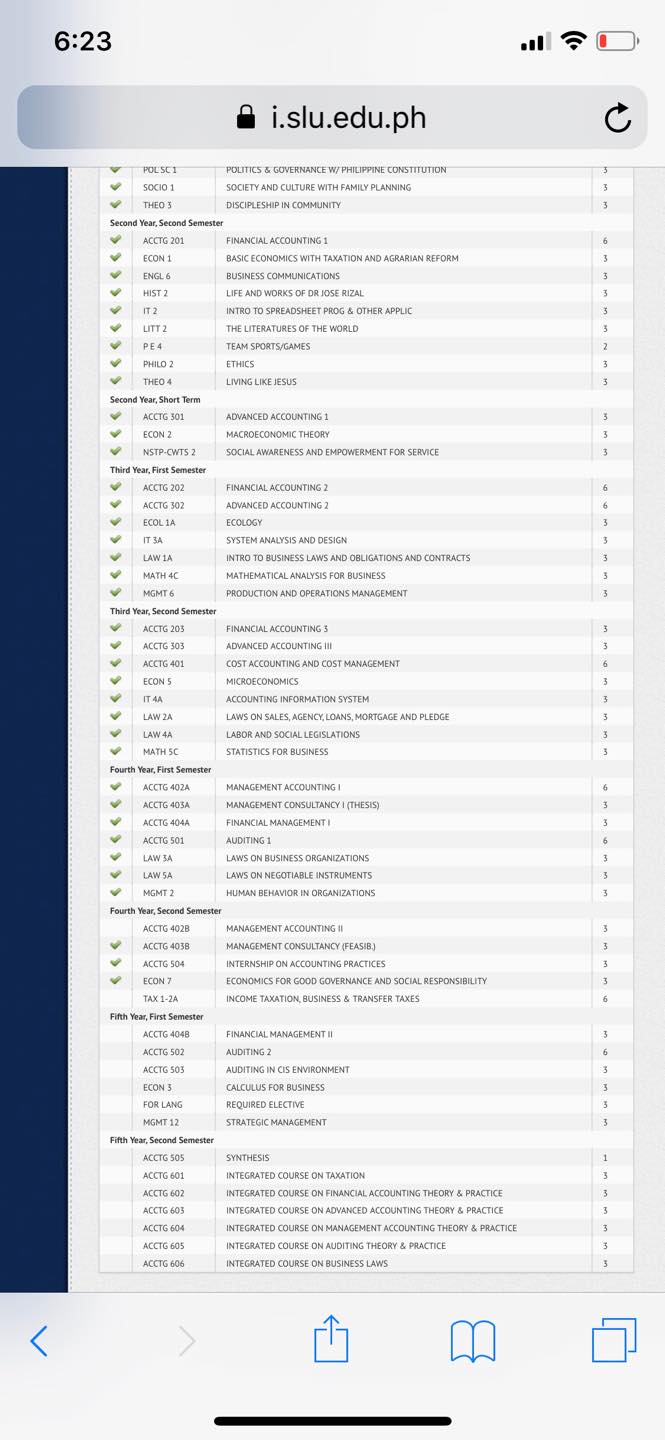 6:23
i.slu.edu.ph
POL SC 1 POLITICS & GOVERNANCE W/ PHILIPPINE CONSTITUTION 3
SOCIO 1 SOCIETY AND CULTURE WITH FAMILY PLANNING 3
THEO 3 DISCIPLESHIP IN COMMUNITY 3
Second Year, Second Semester
ACCTG 201 FINANCIAL ACCOUNTING 1 6
ECON 1 BASIC ECONOMICS WITH TAXATION AND AGRARIAN REFORM 3
ENGL 6 BUSINESS COMMUNICATIONS 3
HIST 2 LIFE AND WORKS OF DR JOSE RIZAL 3
IT 2 INTRO TO SPREADSHEET PROG & OTHER APPLIC 3
LITT 2 THE LITERATURES OF THE WORLD 3
P E 4 TEAM SPORTS/GAMES 2
PHILO 2 ETHICS 3
THEO 4 LIVING LIKE JESUS 3
Second Year, Short Term
ACCTG 301 ADVANCED ACCOUNTING 1 3
ECON 2 MACROECONOMIC THEORY 3
NSTP-CWTS 2 SOCIAL AWARENESS AND EMPOWERMENT FOR SERVICE 3
Third Year, First Semester
ACCTG 202 FINANCIAL ACCOUNTING 2 6
ACCTG 302 ADVANCED ACCOUNTING 2 6
ECOL 1A ECOLOGY 3
IT 3A SYSTEM ANALYSIS AND DESIGN 3
LAW 1A INTRO TO BUSINESS LAWS AND OBLIGATIONS AND CONTRACTS 3
MATH 4C MATHEMATICAL ANALYSIS FOR BUSINESS 3
MGMT 6 PRODUCTION AND OPERATIONS MANAGEMENT 3
Third Year, Second Semester
ACCTG 203 FINANCIAL ACCOUNTING 3 3
ACCTG 303 ADVANCED ACCOUNTING III 3
ACCTG 401 COST ACCOUNTING AND COST MANAGEMENT 6
ECON 5 MICROECONOMICS 3
IT 4A ACCOUNTING INFORMATION SYSTEM 3
LAW 2A LAWS ON SALES, AGENCY, LOANS, MORTGAGE AND PLEDGE 3
LAW 4A LABOR AND SOCIAL LEGISLATIONS 3
MATH 5C STATISTICS FOR BUSINESS 3
Fourth Year, First Semester
ACCTG 402A MANAGEMENT ACCOUNTING I 6
ACCTG 403A MANAGEMENT CONSULTANCY I (THESIS) 3
ACCTG 404A FINANCIAL MANAGEMENT I 3
ACCTG 501 AUDITING 1 6
LAW 3A LAWS ON BUSINESS ORGANIZATIONS 3
LAW 5A LAWS ON NEGOTIABLE INSTRUMENTS 3
MGMT 2 HUMAN BEHAVIOR IN ORGANIZATIONS 3
Fourth Year, Second Semester
ACCTG 402B MANAGEMENT ACCOUNTING II 3
ACCTG 403B MANAGEMENT CONSULTANCY (FEASIB.) 3
ACCTG 504 INTERNSHIP ON ACCOUNTING PRACTICES 3
ECON 7 ECONOMICS FOR GOOD GOVERNANCE AND SOCIAL RESPONSIBILITY 3
TAX 1-2A INCOME TAXATION, BUSINESS & TRANSFER TAXES 6
Fifth Year, First Semester
ACCTG 404B FINANCIAL MANAGEMENT II 3
ACCTG 502 AUDITING 2 6
ACCTG 503 AUDITING IN CIS ENVIRONMENT 3
ECON 3 CALCULUS FOR BUSINESS 3
FOR LANG REQUIRED ELECTIVE 3
MGMT 12 STRATEGIC MANAGEMENT 3
Fifth Year, Second Semester
ACCTG 505 SYNTHESIS 1
ACCTG 601 INTEGRATED COURSE ON TAXATION 3
ACCTG 602 INTEGRATED COURSE ON FINANCIAL ACCOUNTING THEORY & PRACTICE 3
ACCTG 603 INTEGRATED COURSE ON ADVANCED ACCOUNTING THEORY & PRACTICE 3
ACCTG 604 INTEGRATED COURSE ON MANAGEMENT ACCOUNTING THEORY & PRACTICE 3
ACCTG 605 INTEGRATED COURSE ON AUDITING THEORY & PRACTICE 3
ACCTG 606 INTEGRATED COURSE ON BUSINESS LAWS 3